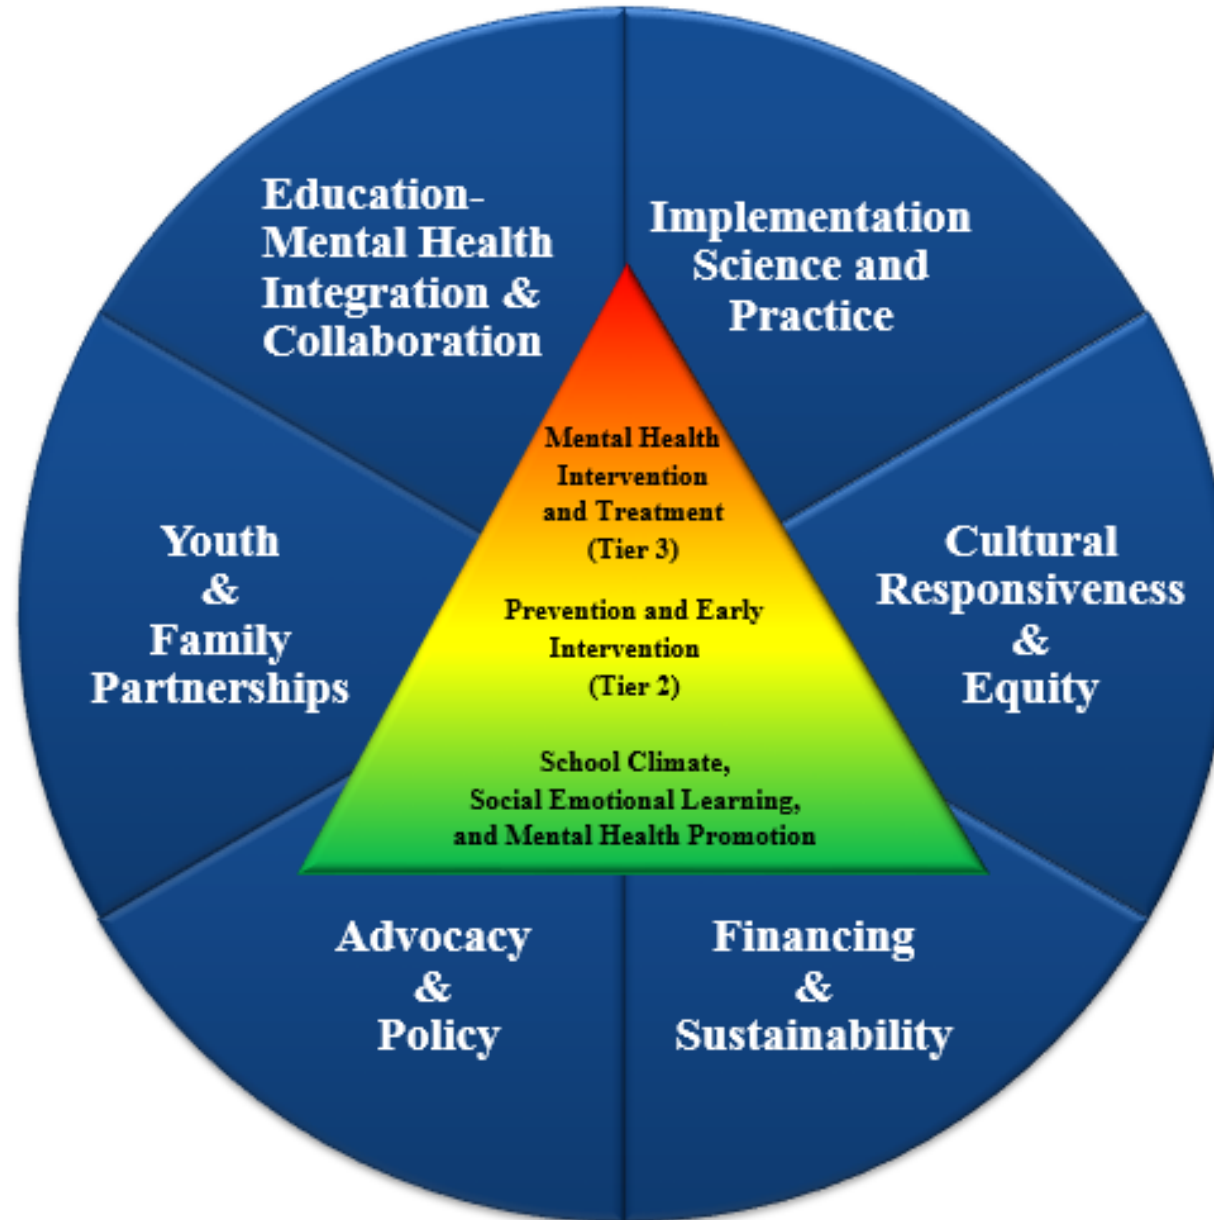 Education-
Mental Health
Integration &
Collaboration
Implementation
Science and
Practice
Mental Health
Intervention
and Treatment
(Tier 3)
Youth
&
Family
Partnerships
Cultural
Responsiveness
&
Equity
Prevention and Early
Intervention
(Tier 2)
School Climate,
Social Emotional Learning,
and Mental Health Promotion
Advocacy
&
Policy
Financing
&
Sustainability